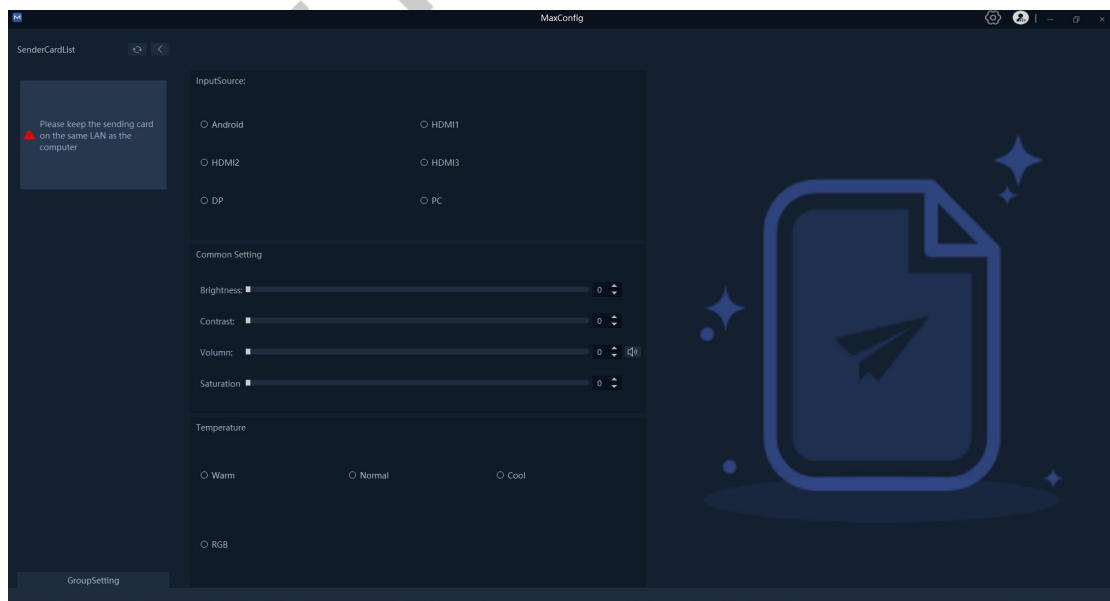 MaxConfig
SenderCardList
Please keep the sending card
on the same LAN as the
computer
InputSource:
Android
HDMI1
HDMI2
HDMI3
DP
PC
Common Setting
Brightness:
0
Contrast:
0
Volumn:
0
Saturation
0
Temperature
Warm
Normal
Cool
RGB
GroupSetting